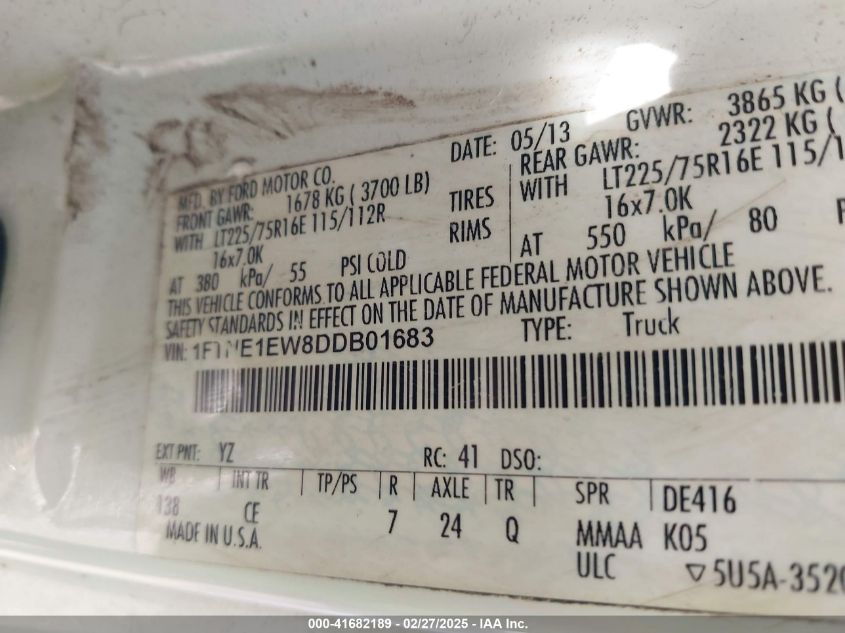 MFD. BY FORD MOTOR CO.
DATE: 05/13
GVWR: 3865 KG (
FRONT GAWR: 1678 KG ( 3700 LB)
REAR GAWR: 2322 KG (
WITH LT225/75R16E 115/112R
TIRES
WITH LT225/75R16E 115/1
16x7.0K
RIMS
16x7.0K
AT 380 kPa/ 55 PSI COLD
AT 550 kPa/ 80
THIS VEHICLE CONFORMS TO ALL APPLICABLE FEDERAL MOTOR VEHICLE
SAFETY STANDARDS IN EFFECT ON THE DATE OF MANUFACTURE SHOWN ABOVE.
VIN: 1FTNE1EW8DDB01683
TYPE: Truck
EXT PNT: YZ
RC: 41 DSO:
WB INT TR TP/PS R AXLE TR SPR DE416
138 CE 7 24 Q MMAA K05
MADE IN U.S.A.
ULC 5U5A-3520
000-41682189 - 02/27/2025 - IAA Inc.